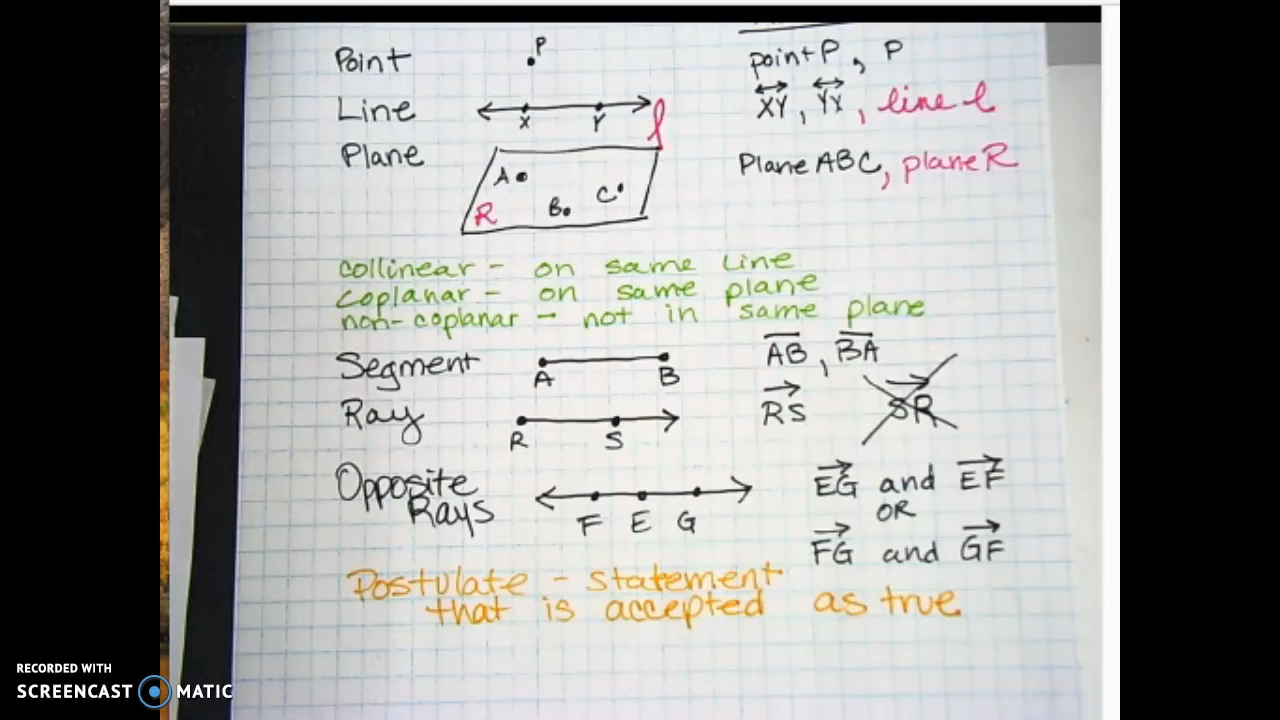 Point P point P, P
Line X Y l XY, YX, line l
Plane A B C R Plane ABC, plane R
collinear - on same line
coplanar - on same plane
non-coplanar - not in same plane
Segment A B AB, BA
Ray R S RS SR
Opposite Rays F E G EG and EF
OR
FG and GF
Postulate - statement
that is accepted as true
RECORDED WITH
SCREENCAST MATIC